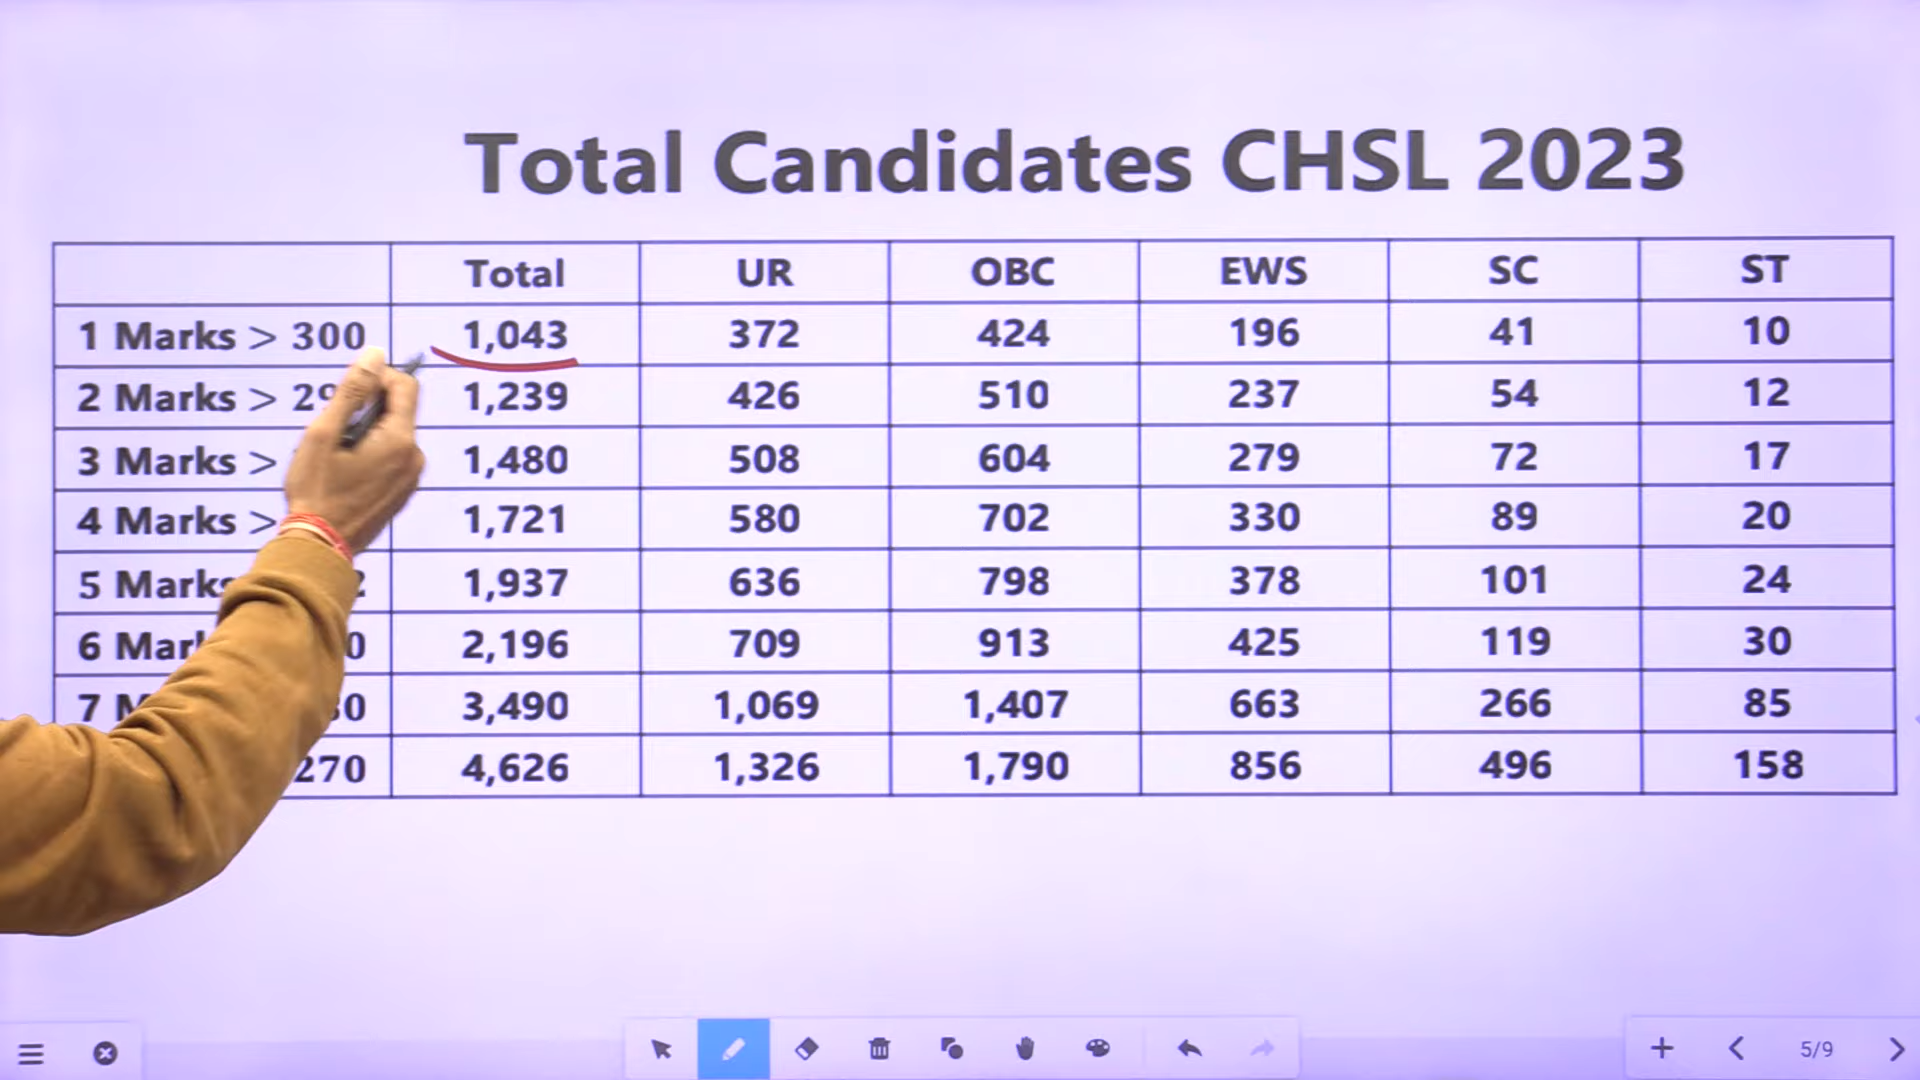 Total Candidates CHSL 2023
Total UR OBC EWS SC ST
1 Marks > 300 1,043 372 424 196 41 10
2 Marks > 1,239 426 510 237 54 12
3 Marks > 1,480 508 604 279 72 17
4 Marks > 1,721 580 702 330 89 20
5 Marks 1,937 636 798 378 101 24
6 2,196 709 913 425 119 30
7 3,490 1,069 1,407 663 266 85
270 4,626 1,326 1,790 856 496 158
5/9